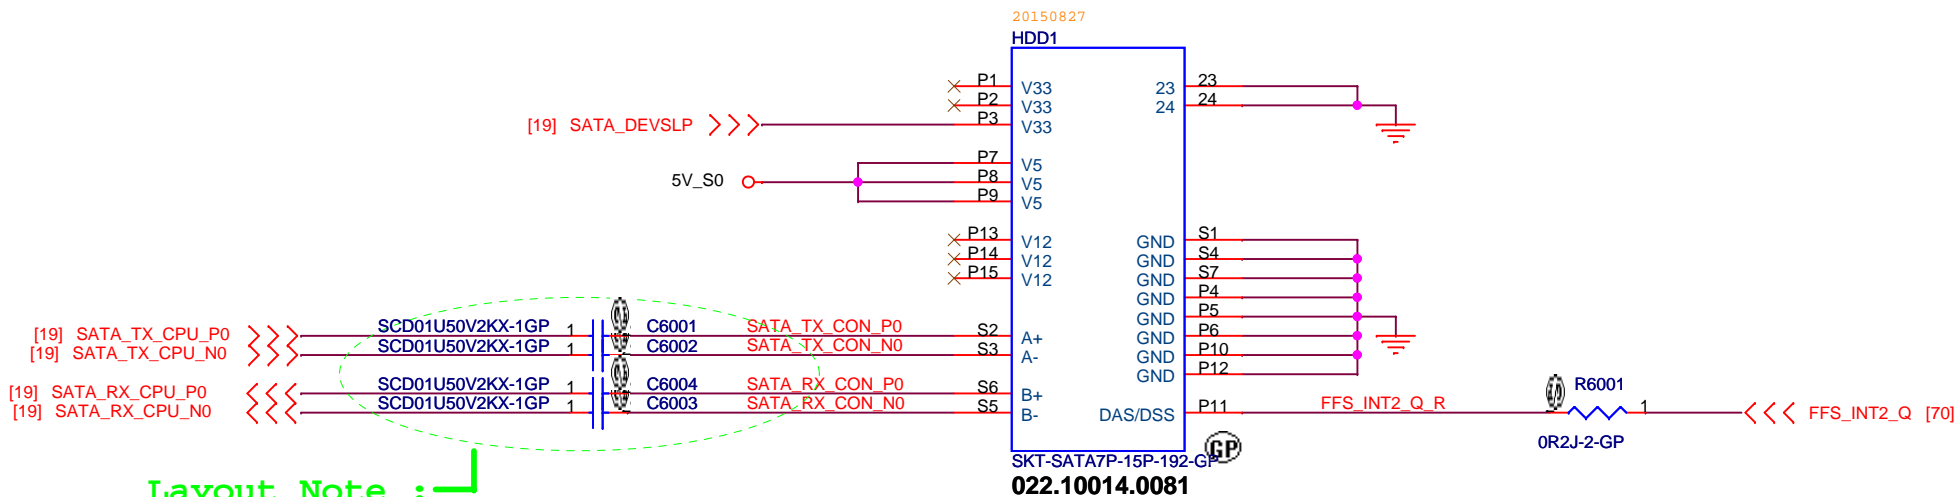 20150827
HDD1
P1 V33 23 23
P2 V33 24 24
[19] SATA_DEVSLP P3 V33
P7 V5
5V_S0 P8 V5
P9 V5
P13 V12 GND S1
P14 V12 GND S4
P15 V12 GND S7
GND P4
GND P5
[19] SATA_TX_CPU_P0 SCD01U50V2KX-1GP 1 C6001 SATA_TX_CON_P0 S2 A+ GND P6
[19] SATA_TX_CPU_N0 SCD01U50V2KX-1GP 1 C6002 SATA_TX_CON_N0 S3 A- GND P10
GND P12
[19] SATA_RX_CPU_P0 SCD01U50V2KX-1GP 1 C6004 SATA_RX_CON_P0 S6 B+ R6001
[19] SATA_RX_CPU_N0 SCD01U50V2KX-1GP 1 C6003 SATA_RX_CON_N0 S5 B- DAS/DSS P11 FFS_INT2_Q_R 1 FFS_INT2_Q [70]
0R2J-2-GP
GP
SKT-SATA7P-15P-192-GP
022.10014.0081
Layout Note :